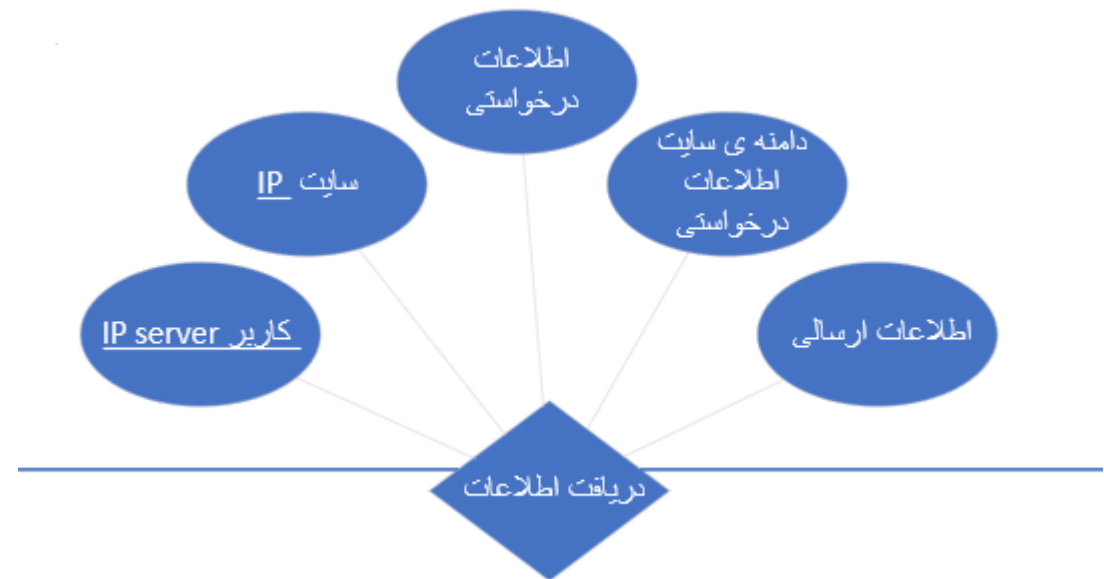 اطلاعات
درخواستی
سایت IP
دامنه ی سایت
اطلاعات
درخواستی
کاربر IP server
اطلاعات ارسالی
دریافت اطلاعات